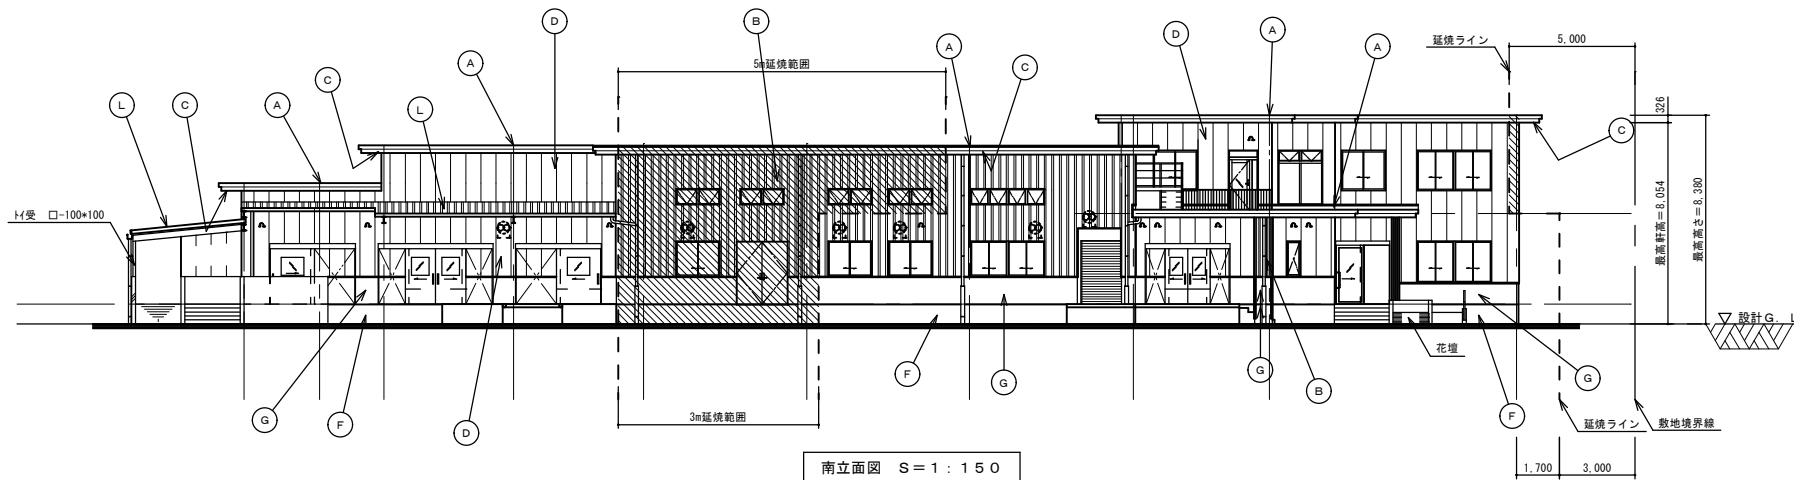 D
B
A
D
A
延焼ライン
5,000
A
C
5m延焼範囲
C
A
L
C
A
L
C
326
ﾄｲ受 ロ-100*100
最高軒高=8,054
最高高さ=8,380
設計G. L
花壇
F
G
G
B
G
G
F
D
F
3m延焼範囲
延焼ライン
敷地境界線
南立面図 S=1:150
1,700
3,000